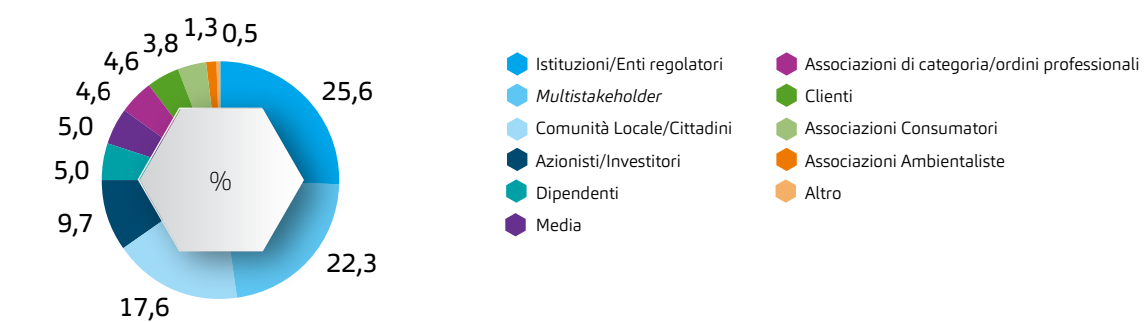 1,3
0,5
3,8
4,6
4,6
5,0
5,0
9,7
17,6
22,3
25,6
%
Istituzioni/Enti regolatori
Multistakeholder
Comunità Locale/Cittadini
Azionisti/Investitori
Dipendenti
Media
Associazioni di categoria/ordini professionali
Clienti
Associazioni Consumatori
Associazioni Ambientaliste
Altro